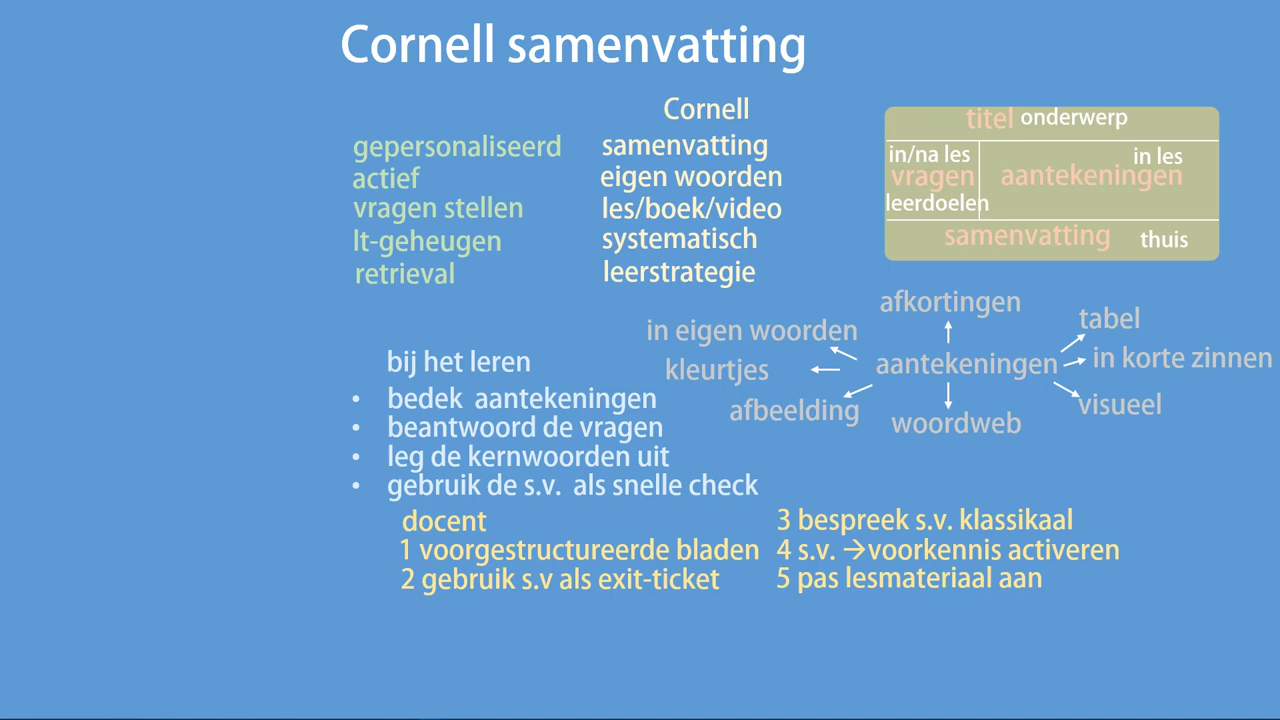 Cornell samenvatting
gepersonaliseerd
actief
vragen stellen
lt-geheugen
retrieval
Cornell
samenvatting
eigen woorden
les/boek/video
systematisch
leerstrategie
titel onderwerp
in/na les
vragen
leerdoelen
in les
aantekeningen
samenvatting thuis
afkortingen
in eigen woorden
tabel
kleurtjes
aantekeningen
in korte zinnen
afbeelding
woordweb
visueel
bij het leren
• bedek aantekeningen
• beantwoord de vragen
• leg de kernwoorden uit
• gebruik de s.v. als snelle check
docent
1 voorgestructureerde bladen
2 gebruik s.v als exit-ticket
3 bespreek s.v. klassikaal
4 s.v. →voorkennis activeren
5 pas lesmateriaal aan